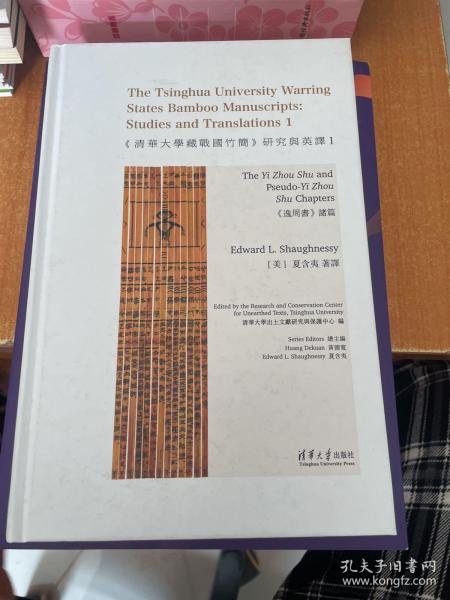 The Tsinghua University Warring
States Bamboo Manuscripts:
Studies and Translations 1
《清華大學藏戰國竹簡》研究與英譯1
The Yi Zhou Shu and
Pseudo-Yi Zhou
Shu Chapters
《逸周書》諸篇
Edward L. Shaughnessy
［美］夏含夷 著譯
Edited by the Research and Conservation Center
for Unearthed Texts, Tsinghua University
清華大學出土文獻研究與保護中心 編
Series Editors 總主編
Huang Dekuan 黃德寬
Edward L. Shaughnessy 夏含夷
清华大学出版社
Tsinghua University Press
孔夫子旧书网
www.kongfz.com